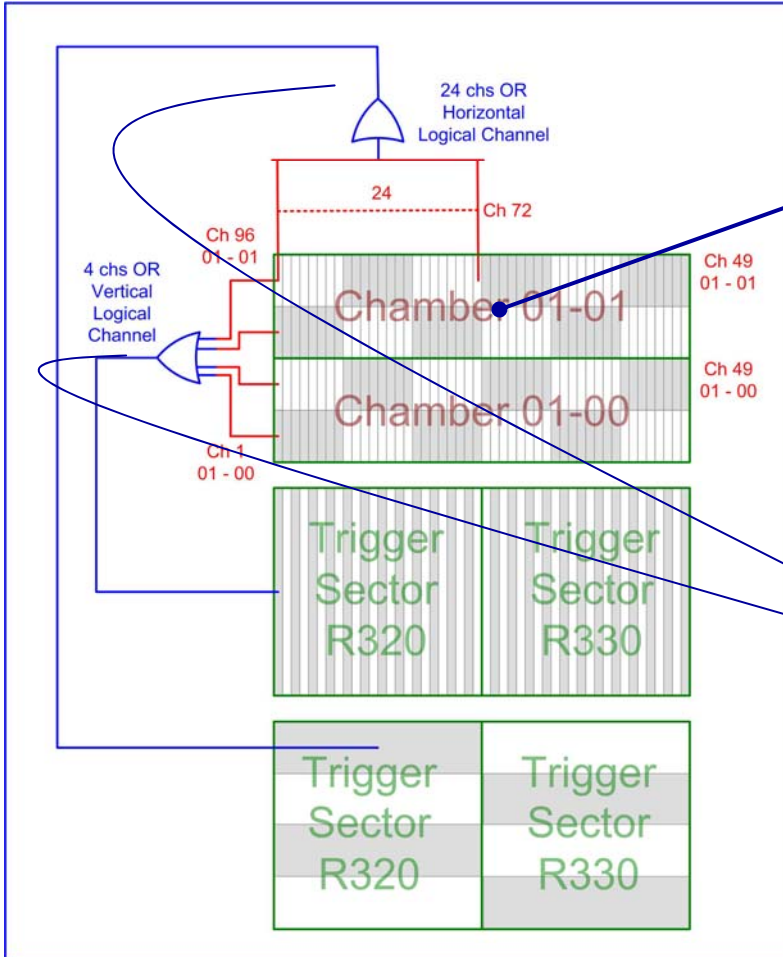 24 chs OR
Horizontal
Logical Channel
24
Ch 72
Ch 96
01 - 01
4 chs OR
Vertical
Logical
Channel
Ch 49
01 - 01
Chamber 01-01
Ch 49
01 - 00
Chamber 01-00
Ch 1
01 - 00
Trigger
Sector
R320
Trigger
Sector
R330
Trigger
Sector
R320
Trigger
Sector
R330